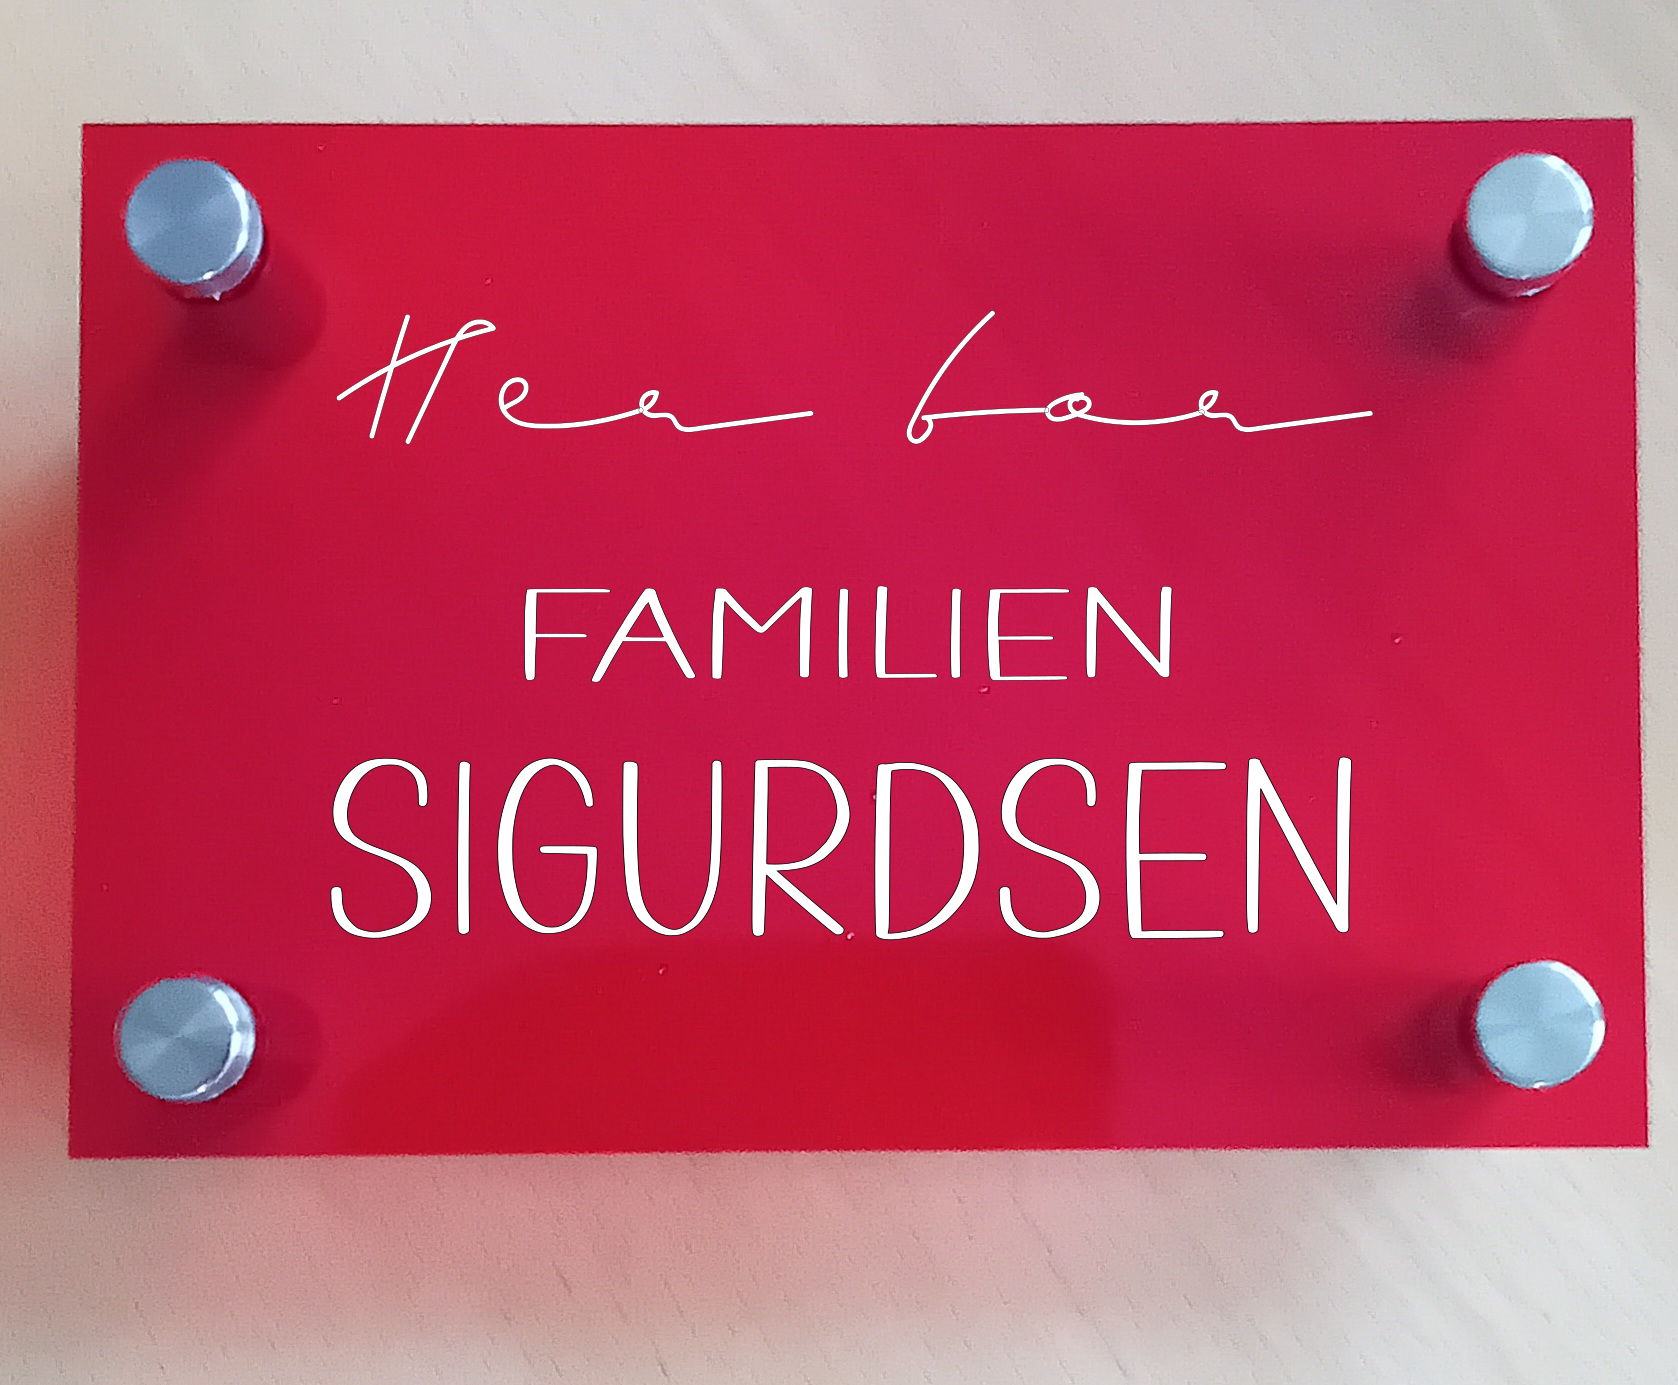 Her bor
FAMILIEN
SIGURDSEN